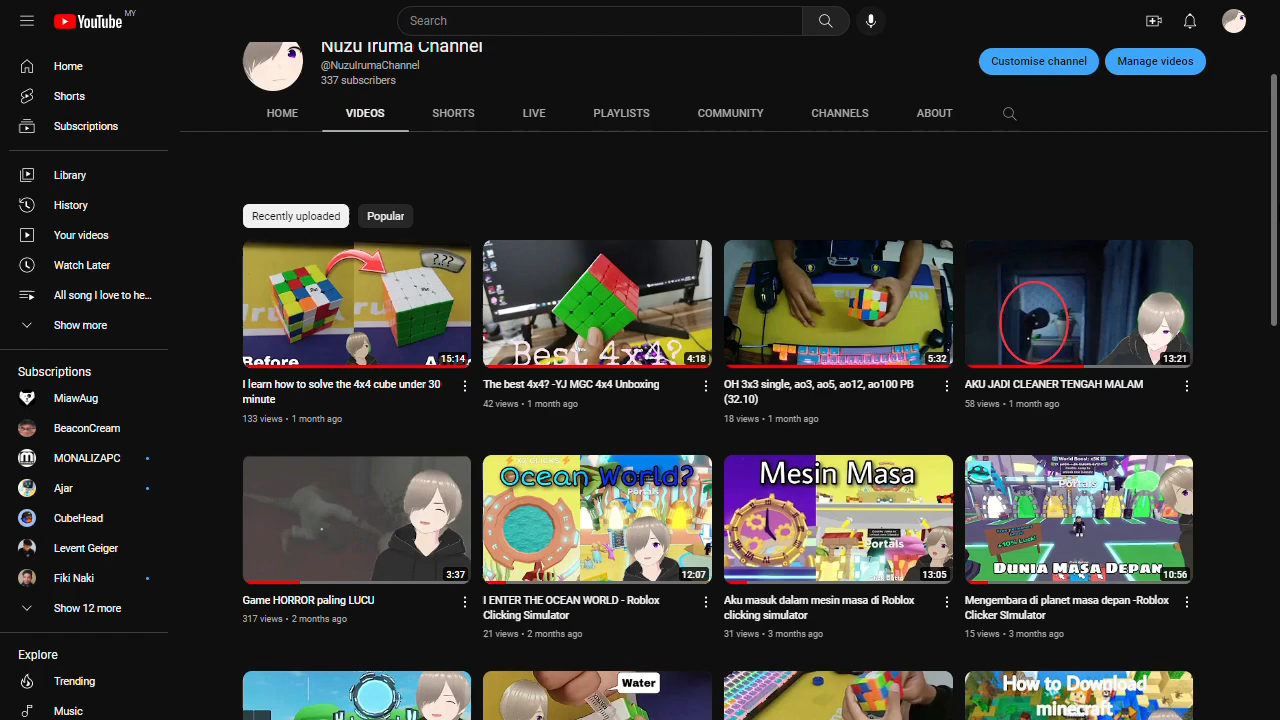 YouTube MY
Search
Home
Shorts
Subscriptions
Library
History
Your videos
Watch Later
All song I love to he...
Show more
Subscriptions
MiawAug
BeaconCream
MONALIZAPC
Ajar
CubeHead
Levent Geiger
Fiki Naki
Show 12 more
Explore
Trending
Music
Nuzu Iruma Channel
@NuzuIrumaChannel
337 subscribers
Customise channel
Manage videos
HOME
VIDEOS
SHORTS
LIVE
PLAYLISTS
COMMUNITY
CHANNELS
ABOUT
Recently uploaded
Popular
???
Before
15:14
I learn how to solve the 4x4 cube under 30
minute
133 views • 1 month ago
Best 4x4?
4:18
The best 4x4? -YJ MGC 4x4 Unboxing
42 views • 1 month ago
5:32
OH 3x3 single, ao3, ao5, ao12, ao100 PB
(32.10)
18 views • 1 month ago
13:21
AKU JADI CLEANER TENGAH MALAM
58 views • 1 month ago
3:37
Game HORROR paling LUCU
317 views • 2 months ago
Ocean World?
Portals
12:07
I ENTER THE OCEAN WORLD - Roblox
Clicking Simulator
21 views • 2 months ago
Mesin Masa
Portals
13:05
Aku masuk dalam mesin masa di Roblox
clicking simulator
31 views • 3 months ago
Portals
+10% Luck!
DUNIA MASA DEPAN
10:56
Mengembara di planet masa depan -Roblox
Clicker SImulator
15 views • 3 months ago
Water
How to Download
minecraft